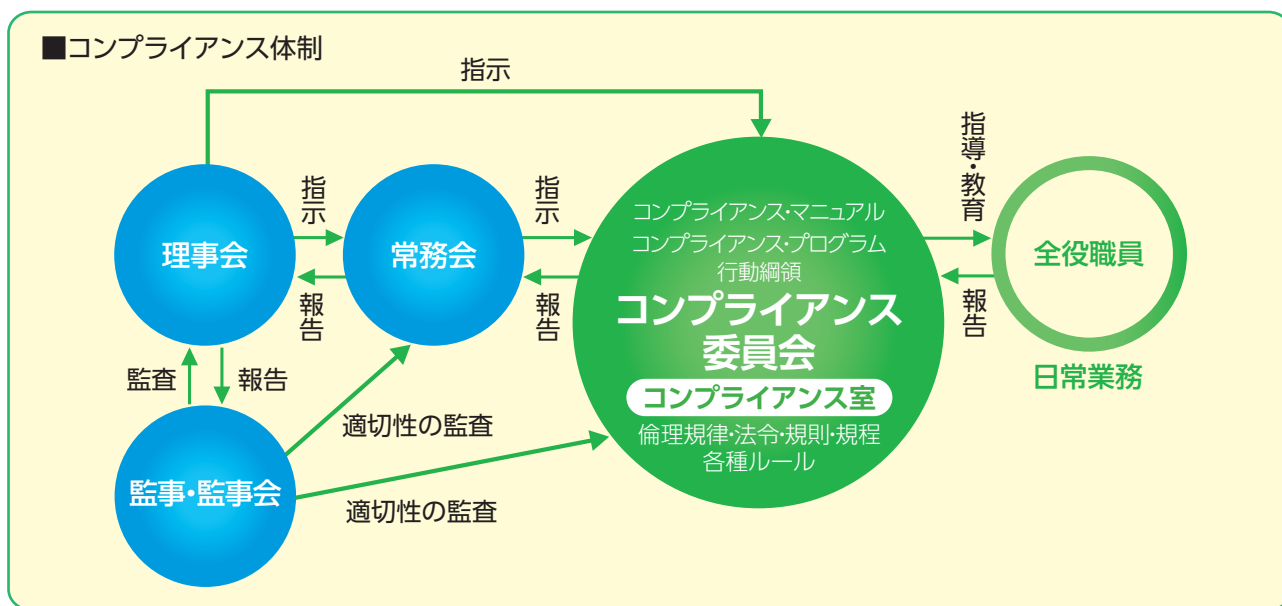 ■コンプライアンス体制
指示
指示
指示
指導・教育
理事会
常務会
コンプライアンス・マニュアル
コンプライアンス・プログラム
行動綱領
コンプライアンス
委員会
コンプライアンス室
倫理規律・法令・規則・規程
各種ルール
全役職員
報告
報告
報告
日常業務
監査
報告
適切性の監査
監事・監事会
適切性の監査